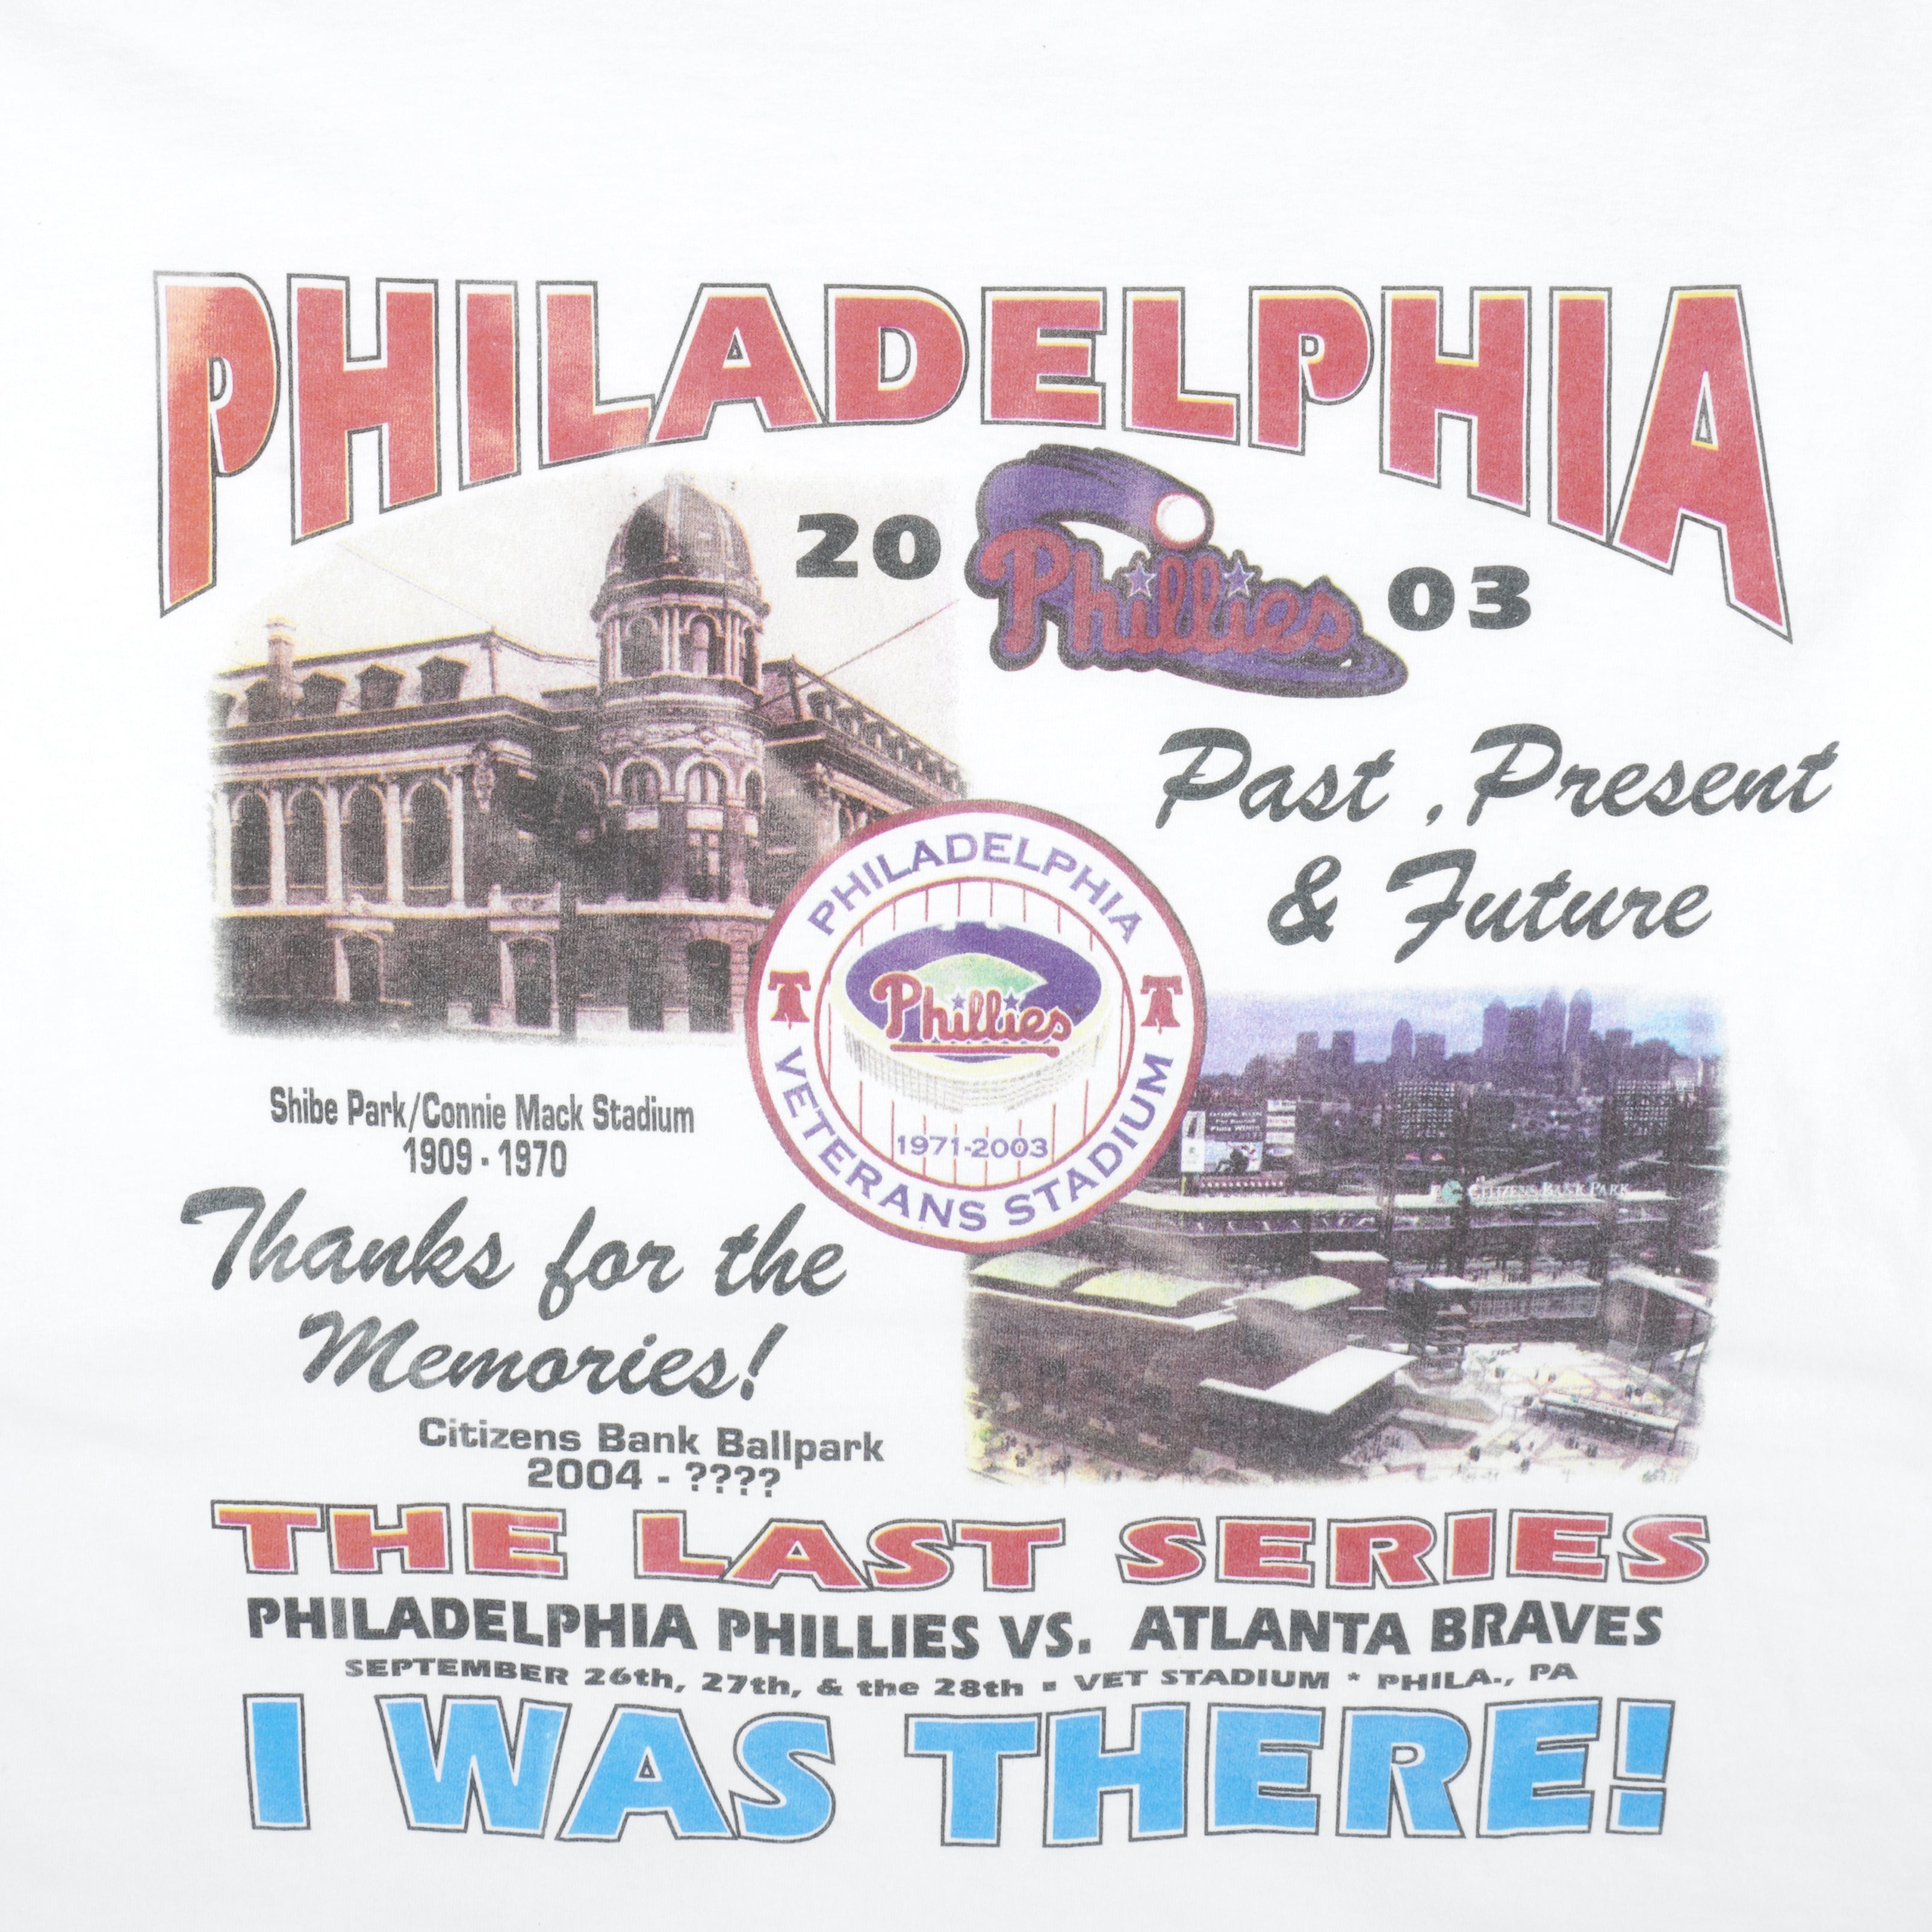 PHILADELPHIA
20 Phillies 03
Past , Present
& Future
PHILADELPHIA
Phillies
1971-2003
VETERANS STADIUM
CITIZENS BANK PARK
Shibe Park/Connie Mack Stadium
1909 - 1970
Thanks for the
Memories!
Citizens Bank Ballpark
2004 - ????
THE LAST SERIES
PHILADELPHIA PHILLIES VS. ATLANTA BRAVES
SEPTEMBER 26th, 27th, & the 28th ▪ VET STADIUM * PHILA., PA
I WAS THERE!